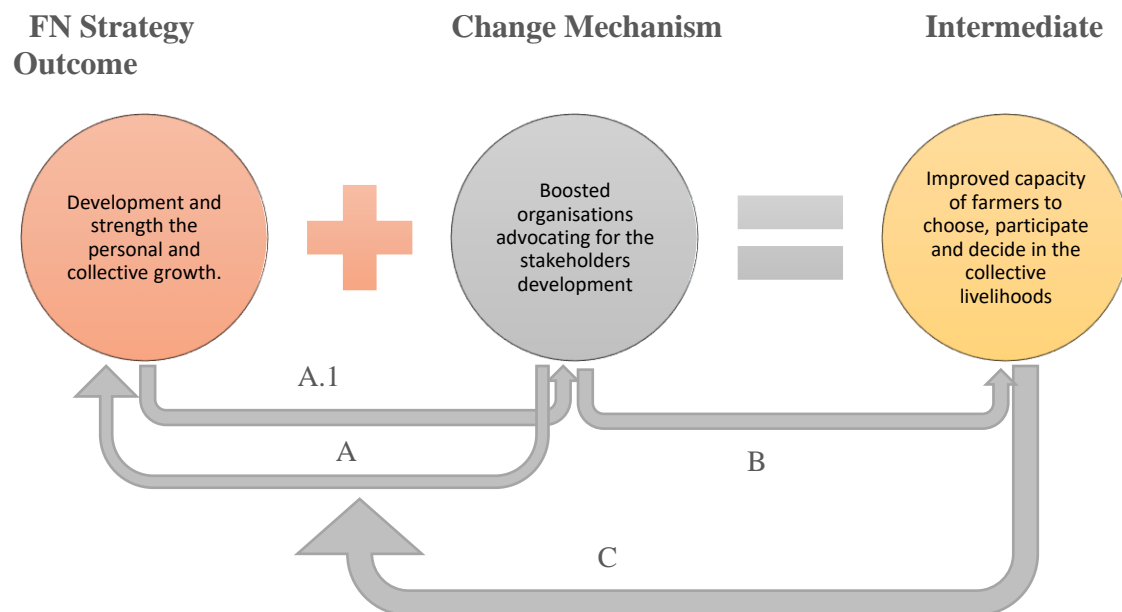 FN Strategy Change Mechanism Intermediate
Outcome
Development and
strength the
personal and
collective growth.
Boosted
organisations
advocating for the
stakeholders
development
Improved capacity
of farmers to
choose, participate
and decide in the
collective
livelihoods
A.1
A
B
C